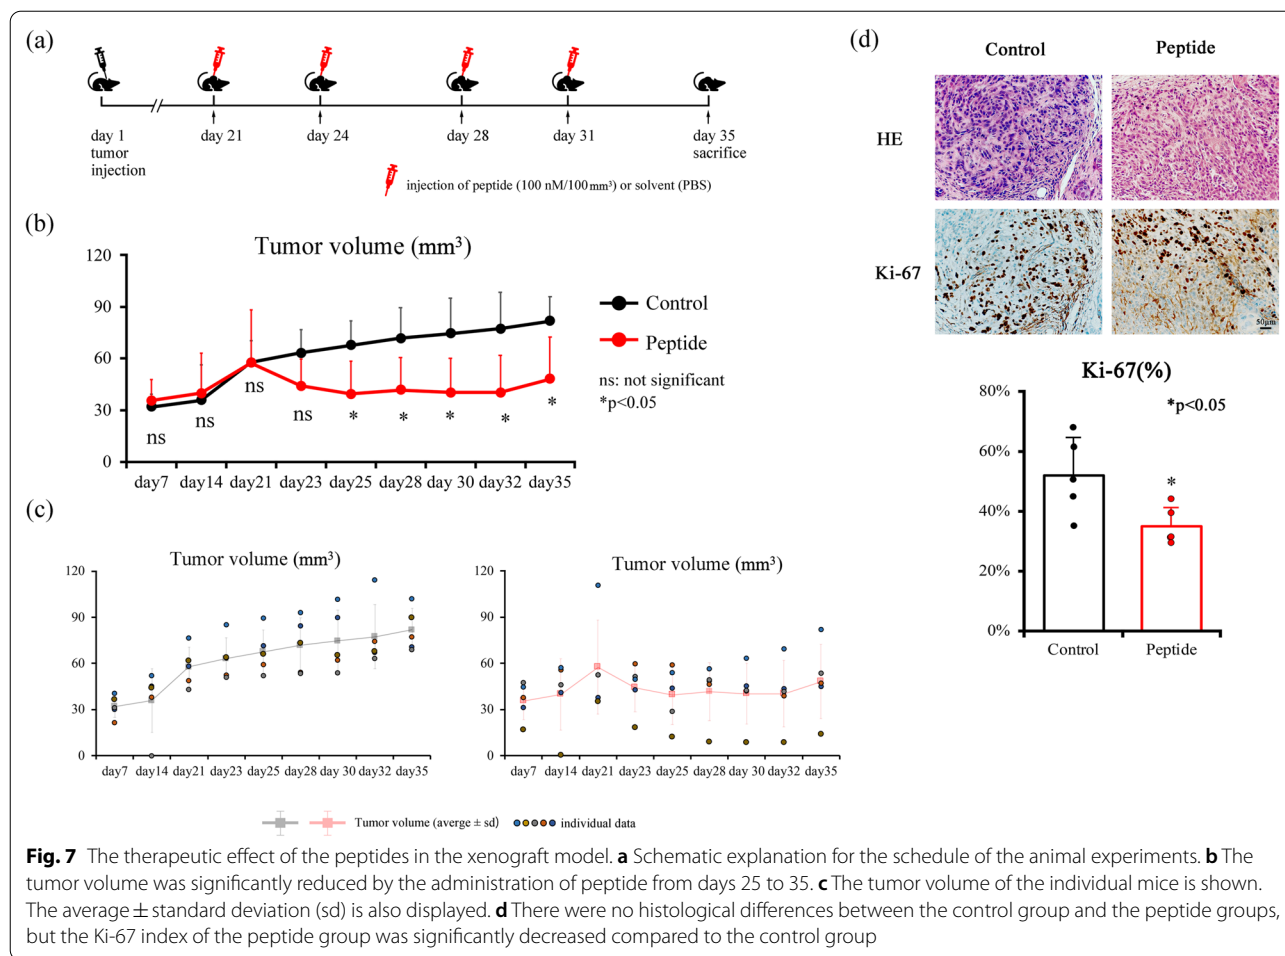 (a)
day 1
tumor
injection
day 21
day 24
day 28
day 31
day 35
sacrifice
injection of peptide (100 nM/100mm³) or solvent (PBS)
(b)
Tumor volume (mm³)
120
90
60
30
0
ns
ns
ns
ns
*
*
*
*
*
day7
day14
day21
day23
day25
day28
day 30
day32
day35
Control
Peptide
ns: not significant
*p<0.05
(c)
Tumor volume (mm³)
120
90
60
30
0
day7
day14
day21
day23
day25
day28
day 30
day32
day35
Tumor volume (mm³)
120
90
60
30
0
day7
day14
day21
day23
day25
day28
day 30
day32
day35
Tumor volume (averge ± sd)
individual data
(d)
Control
Peptide
HE
Ki-67
50μm
Ki-67(%)
80%
60%
40%
20%
0%
*p<0.05
*
Control
Peptide
Fig. 7 The therapeutic effect of the peptides in the xenograft model. a Schematic explanation for the schedule of the animal experiments. b The
tumor volume was significantly reduced by the administration of peptide from days 25 to 35. c The tumor volume of the individual mice is shown.
The average ± standard deviation (sd) is also displayed. d There were no histological differences between the control group and the peptide groups,
but the Ki-67 index of the peptide group was significantly decreased compared to the control group